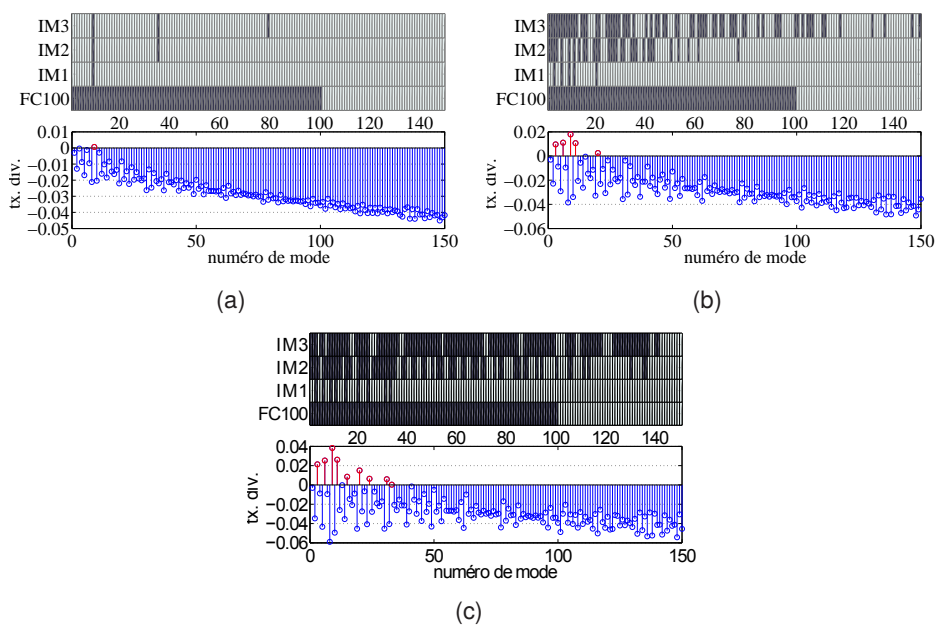 IM3
IM2
IM1
FC100
20 40 60 80 100 120 140
0.01
0
−0.01
−0.02
−0.03
−0.04
−0.05
tx. div.
0 50 100 150
numéro de mode
(a)
IM3
IM2
IM1
FC100
20 40 60 80 100 120 140
0.02
0
−0.02
−0.04
−0.06
tx. div.
0 50 100 150
numéro de mode
(b)
IM3
IM2
IM1
FC100
20 40 60 80 100 120 140
0.04
0.02
0
−0.02
−0.04
−0.06
tx. div.
0 50 100 150
numéro de mode
(c)